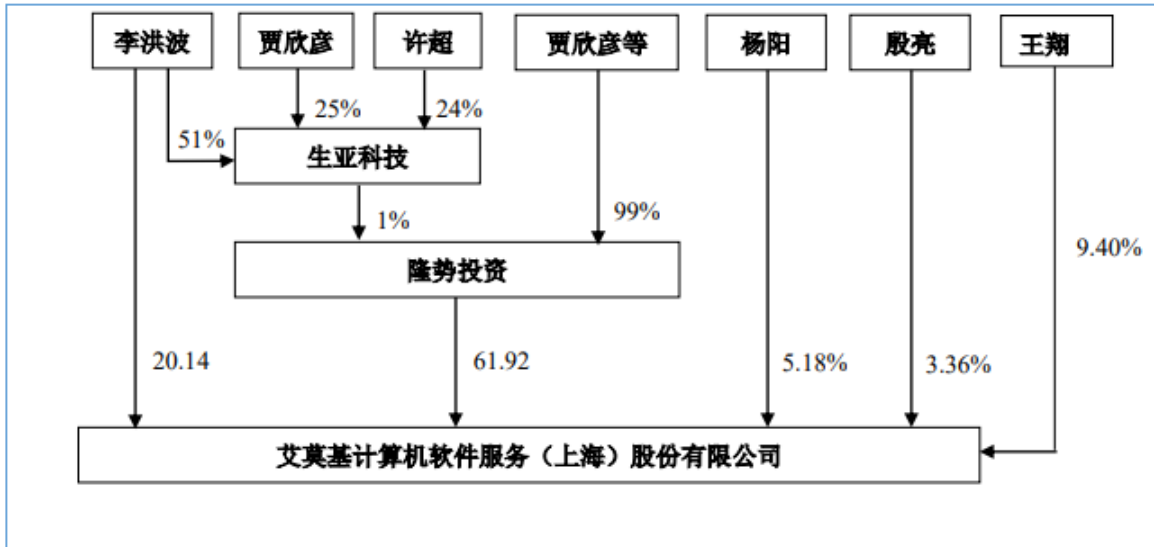 李洪波
贾欣彦
许超
贾欣彦等
杨阳
殷亮
王翔
25%
24%
51%
生亚科技
1%
99%
9.40%
隆势投资
20.14
61.92
5.18%
3.36%
艾莫基计算机软件服务（上海）股份有限公司